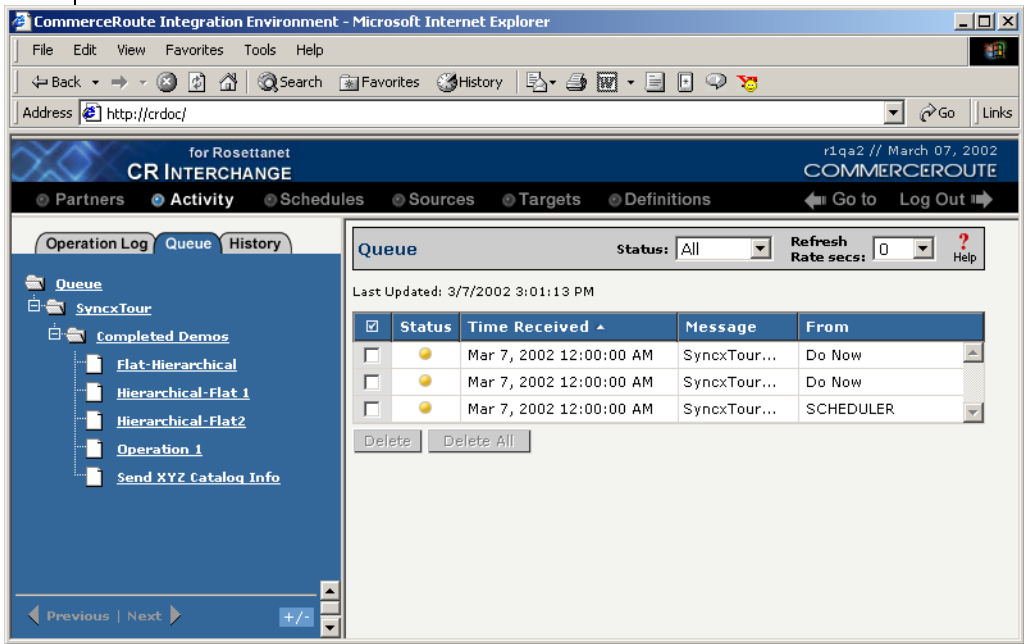 CommerceRoute Integration Environment - Microsoft Internet Explorer
File Edit View Favorites Tools Help
Back Search Favorites History
Address http://crdoc/ Go Links
for Rosettanet
CR INTERCHANGE
r1qa2 // March 07, 2002
COMMERCEROUTE
Partners Activity Schedules Sources Targets Definitions Go to Log Out
Operation Log Queue History
Queue
SyncxTour
Completed Demos
Flat-Hierarchical
Hierarchical-Flat 1
Hierarchical-Flat2
Operation 1
Send XYZ Catalog Info
Previous | Next +/-
Queue Status: All Refresh Rate secs: 0 ? Help
Last Updated: 3/7/2002 3:01:13 PM
Status Time Received Message From
Mar 7, 2002 12:00:00 AM SyncxTour... Do Now
Mar 7, 2002 12:00:00 AM SyncxTour... Do Now
Mar 7, 2002 12:00:00 AM SyncxTour... SCHEDULER
Delete Delete All